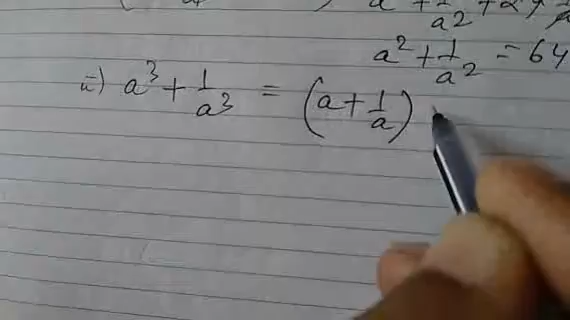 a² + 1/a² = 64
ii) a³ + 1/a³ = (a + 1/a)